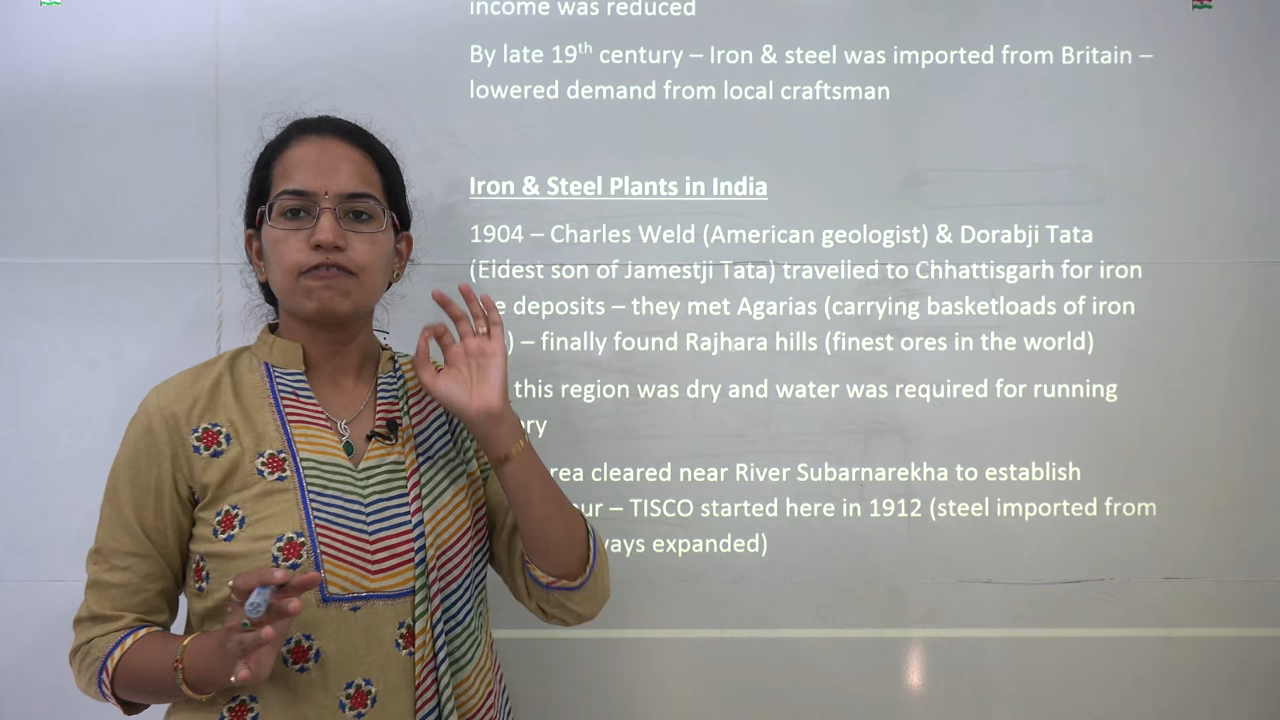 income was reduced
By late 19th century – Iron & steel was imported from Britain –
lowered demand from local craftsman
Iron & Steel Plants in India
1904 – Charles Weld (American geologist) & Dorabji Tata
(Eldest son of Jamestji Tata) travelled to Chhattisgarh for iron
deposits – they met Agarias (carrying basketloads of iron
) – finally found Rajhara hills (finest ores in the world)
this region was dry and water was required for running
cleared near River Subarnarekha to establish
– TISCO started here in 1912 (steel imported from
expanded)